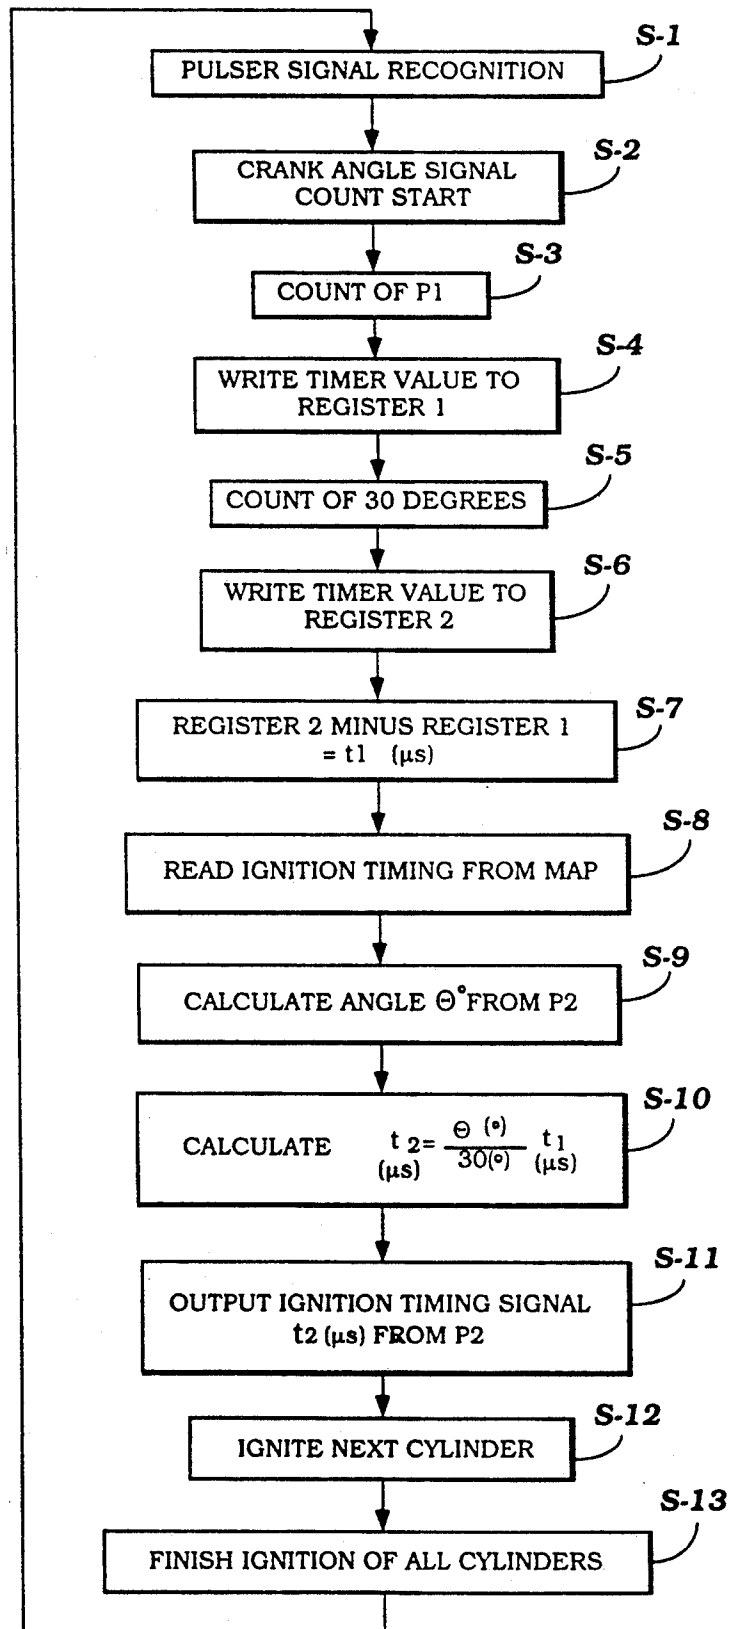 S-1
PULSER SIGNAL RECOGNITION
S-2
CRANK ANGLE SIGNAL
COUNT START
S-3
COUNT OF P1
S-4
WRITE TIMER VALUE TO
REGISTER 1
S-5
COUNT OF 30 DEGREES
S-6
WRITE TIMER VALUE TO
REGISTER 2
S-7
REGISTER 2 MINUS REGISTER 1
= t1 (µs)
S-8
READ IGNITION TIMING FROM MAP
S-9
CALCULATE ANGLE Θ° FROM P2
S-10
CALCULATE t2 = Θ (°) / 30(°) t1
(µs) (µs)
S-11
OUTPUT IGNITION TIMING SIGNAL
t2 (µs) FROM P2
S-12
IGNITE NEXT CYLINDER
S-13
FINISH IGNITION OF ALL CYLINDERS